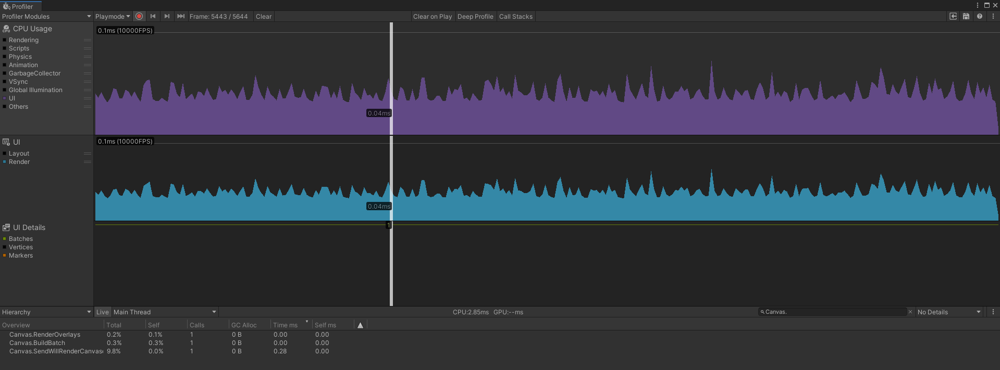 Profiler
Profiler Modules Playmode Frame: 5443 / 5644 Clear Clear on Play Deep Profile Call Stacks
CPU Usage
Rendering
Scripts
Physics
Animation
GarbageCollector
VSync
Global Illumination
UI
Others
0.1ms (10000FPS)
0.04ms
UI
Layout
Render
0.1ms (10000FPS)
0.04ms
UI Details
Batches
Vertices
Markers
1
Hierarchy Live Main Thread CPU:2.85ms GPU:--ms Canvas. No Details
Overview Total Self Calls GC Alloc Time ms Self ms
Canvas.RenderOverlays 0.2% 0.1% 1 0 B 0.00 0.00
Canvas.BuildBatch 0.3% 0.3% 1 0 B 0.00 0.00
Canvas.SendWillRenderCanvas 9.8% 0.0% 1 0 B 0.28 0.00